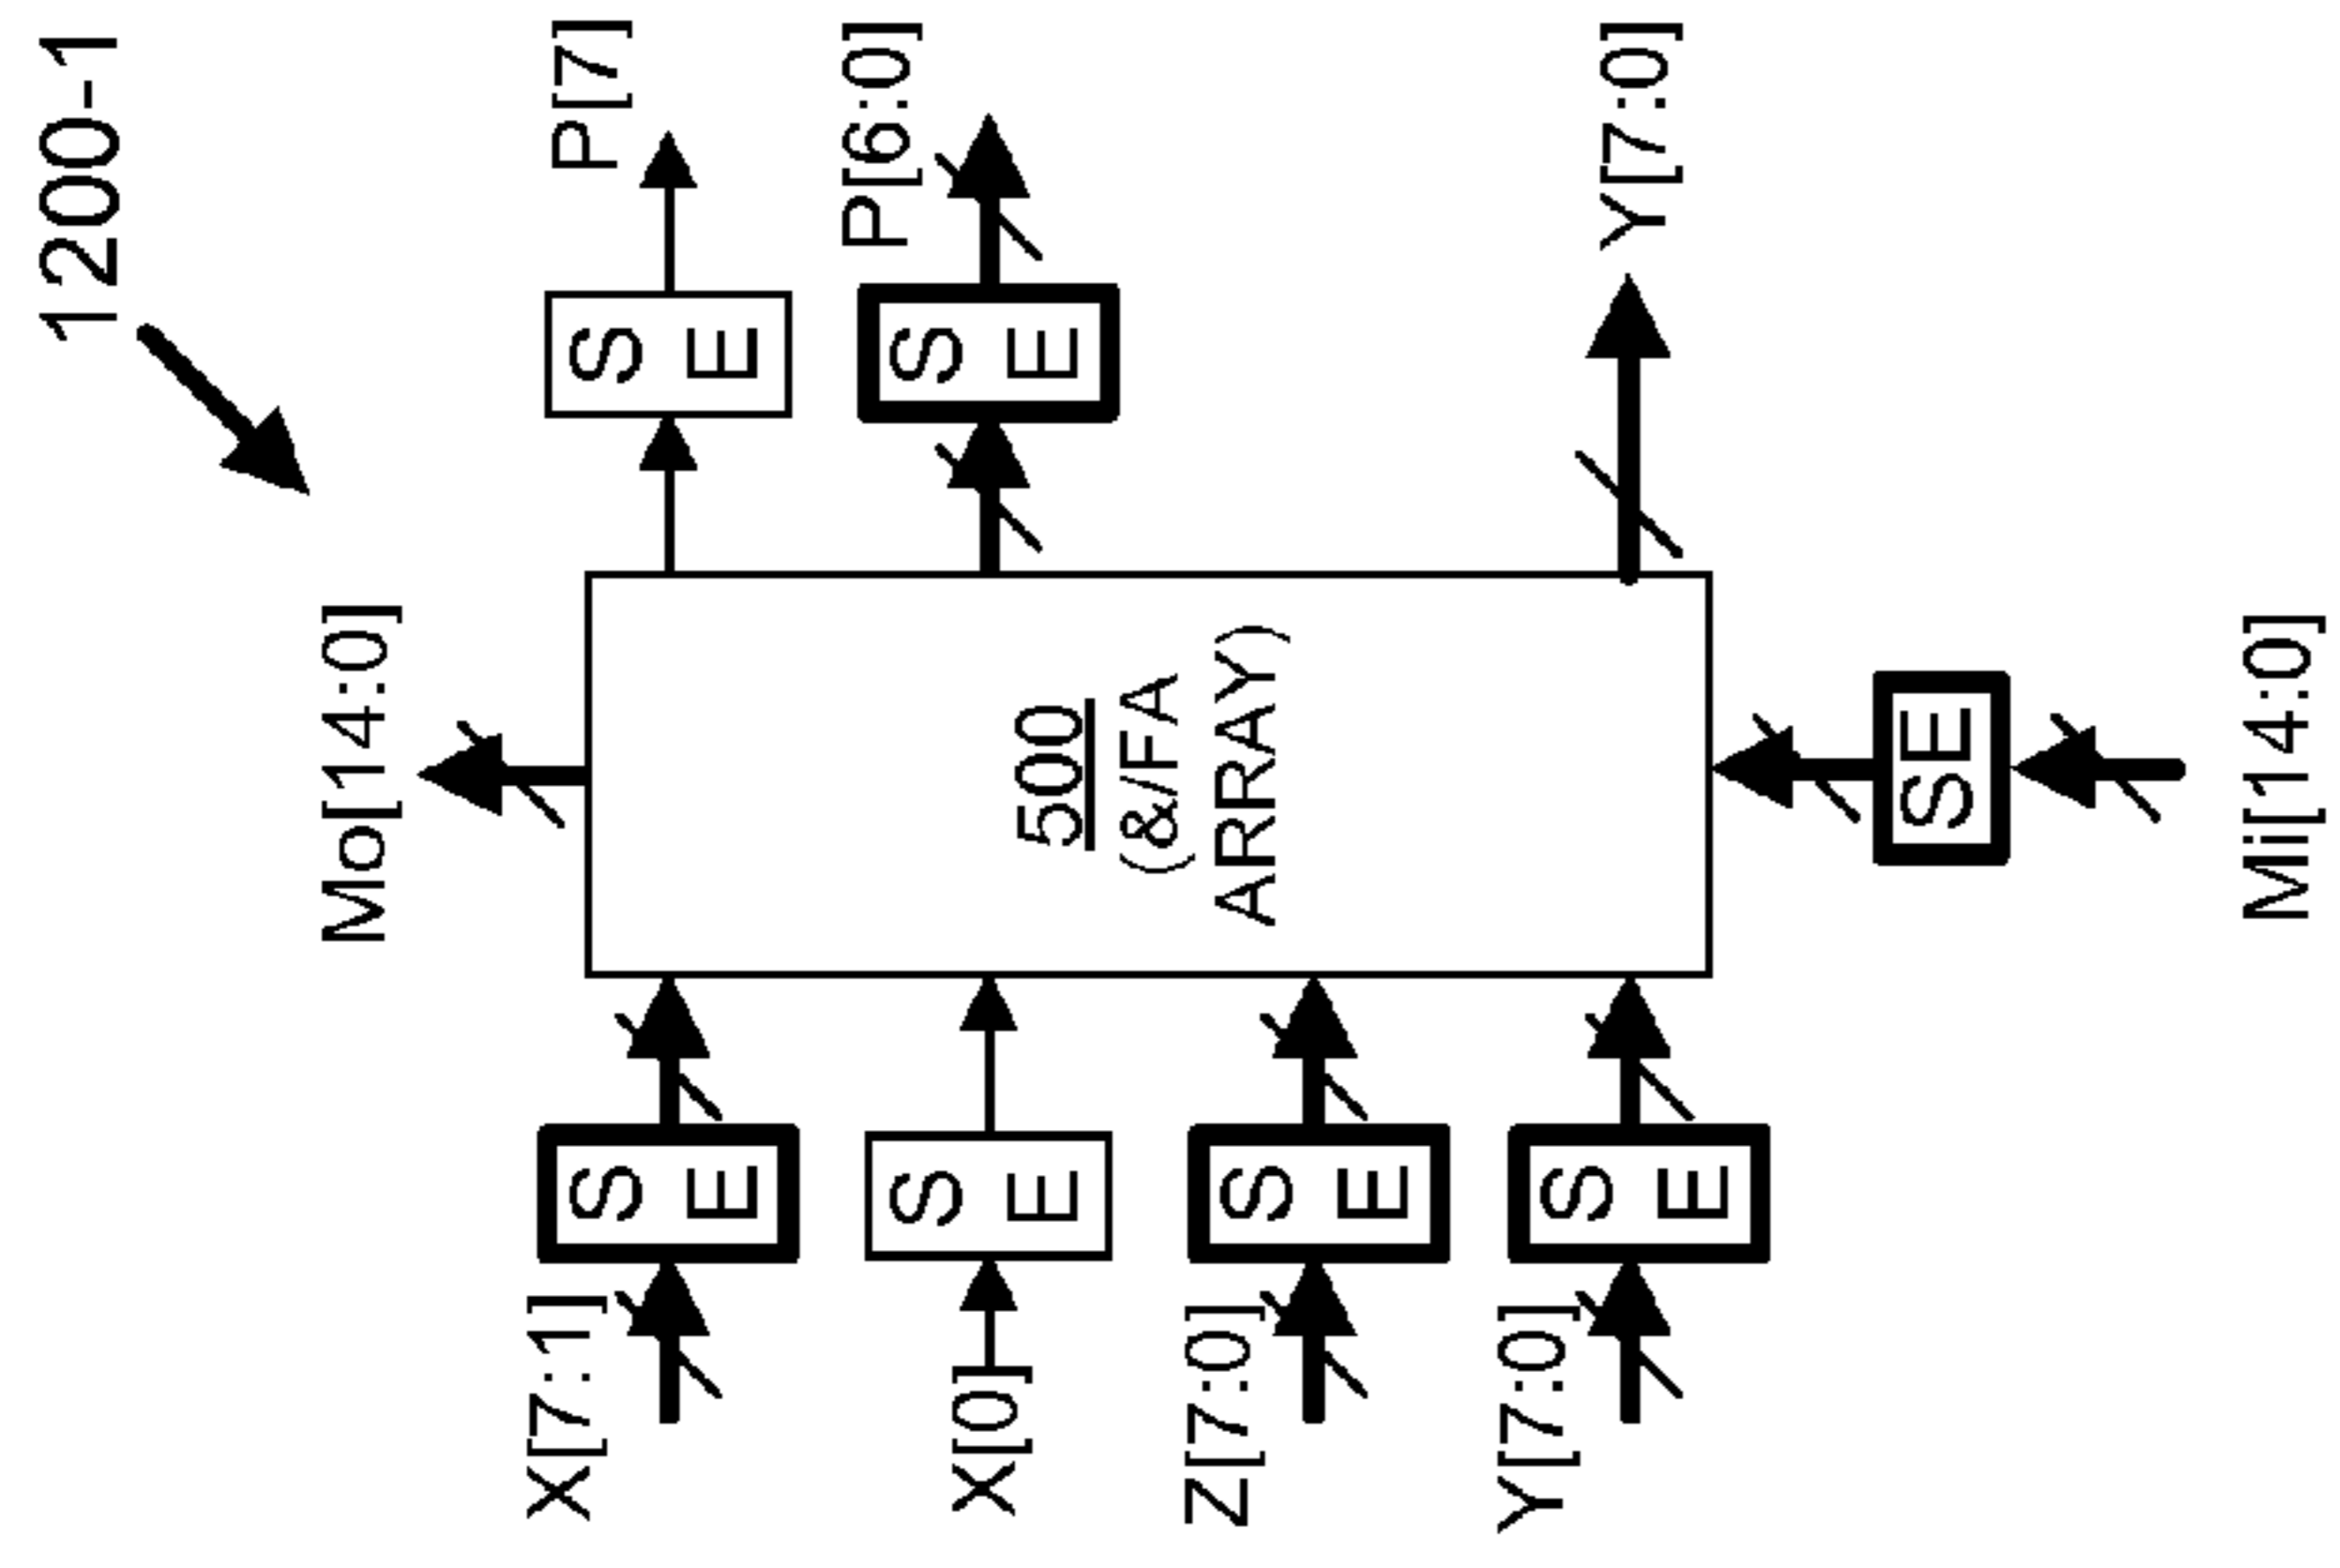 1200-1
Mo[14:0]
P[7]
P[6:0]
Y[7:0]
S
E
S
E
500
(&/FA
ARRAY)
S
E
S
E
S
E
S
E
SE
X[7:1]
X[0]
Z[7:0]
Y[7:0]
Mi[14:0]